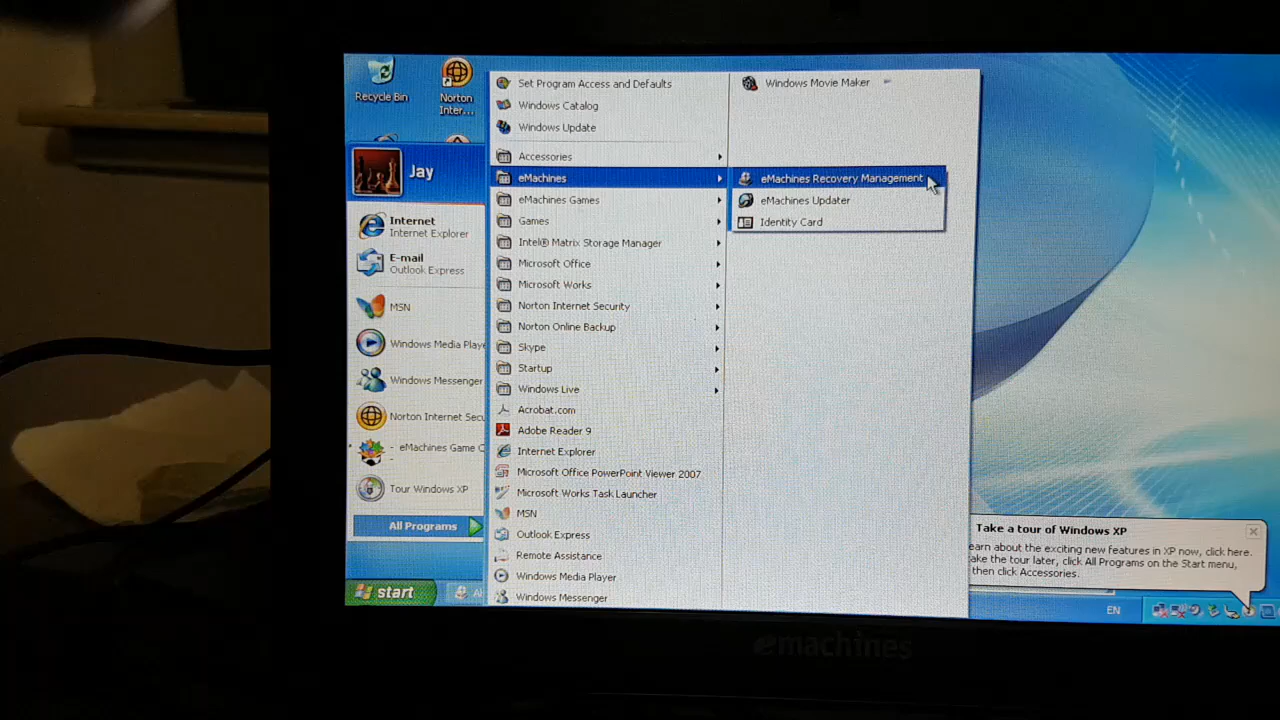 Recycle Bin
Norton
Inter...
Jay
Internet
Internet Explorer
E-mail
Outlook Express
MSN
Windows Media Playe
Windows Messenger
Norton Internet Secu
eMachines Game C
Tour Windows XP
All Programs
start
Set Program Access and Defaults
Windows Catalog
Windows Update
Accessories
eMachines
eMachines Games
Games
Intel® Matrix Storage Manager
Microsoft Office
Microsoft Works
Norton Internet Security
Norton Online Backup
Skype
Startup
Windows Live
Acrobat.com
Adobe Reader 9
Internet Explorer
Microsoft Office PowerPoint Viewer 2007
Microsoft Works Task Launcher
MSN
Outlook Express
Remote Assistance
Windows Media Player
Windows Messenger
Windows Movie Maker
eMachines Recovery Management
eMachines Updater
Identity Card
Take a tour of Windows XP
earn about the exciting new features in XP now, click here.
ake the tour later, click All Programs on the Start menu,
then click Accessories.
EN
emachines